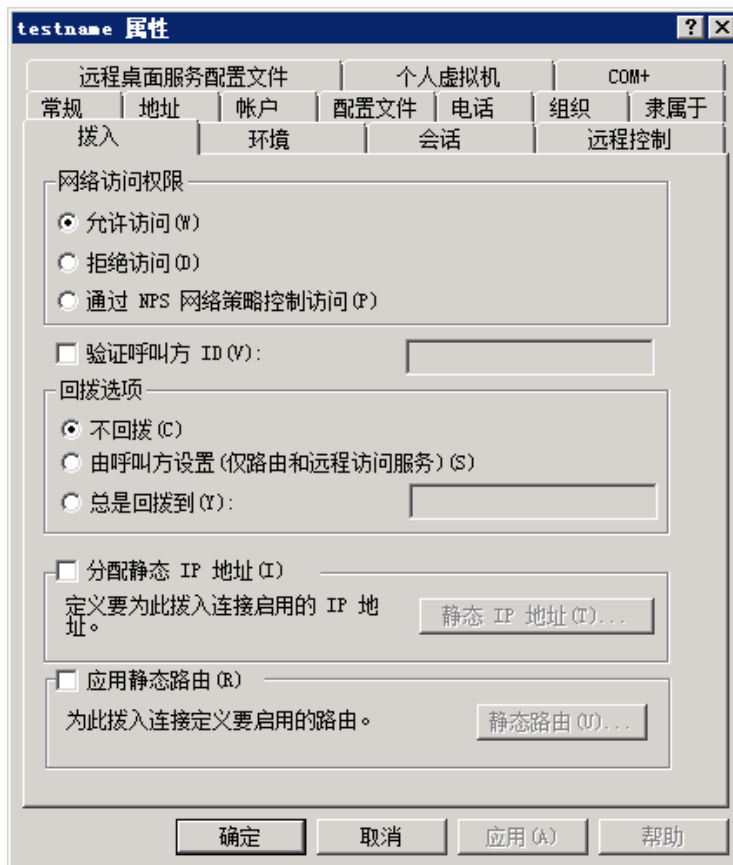 testname 属性
远程桌面服务配置文件 个人虚拟机 COM+
常规 地址 帐户 配置文件 电话 组织 隶属于
拨入 环境 会话 远程控制
网络访问权限
允许访问(W)
拒绝访问(D)
通过 NPS 网络策略控制访问(P)
验证呼叫方 ID(V):
回拨选项
不回拨(C)
由呼叫方设置(仅路由和远程访问服务)(S)
总是回拨到(Y):
分配静态 IP 地址(I)
定义要为此拨入连接启用的 IP 地
址。
静态 IP 地址(T)...
应用静态路由(R)
为此拨入连接定义要启用的路由。
静态路由(U)...
确定 取消 应用(A) 帮助